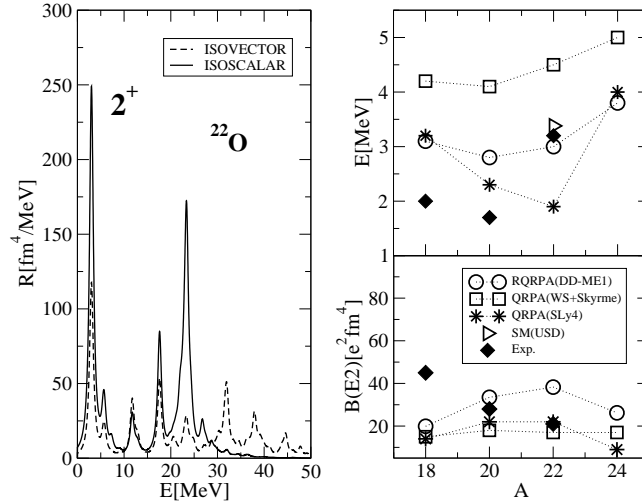 300
250
200
150
100
50
0
R[fm⁴/MeV]
ISOVECTOR
ISOSCALAR
2⁺
²²O
0 10 20 30 40 50
E[MeV]
5
4
3
2
1
E[MeV]
80
60
40
20
B(E2)[e²fm⁴]
RQRPA(DD-ME1)
QRPA(WS+Skyrme)
QRPA(SLy4)
SM(USD)
Exp.
18 20 22 24
A